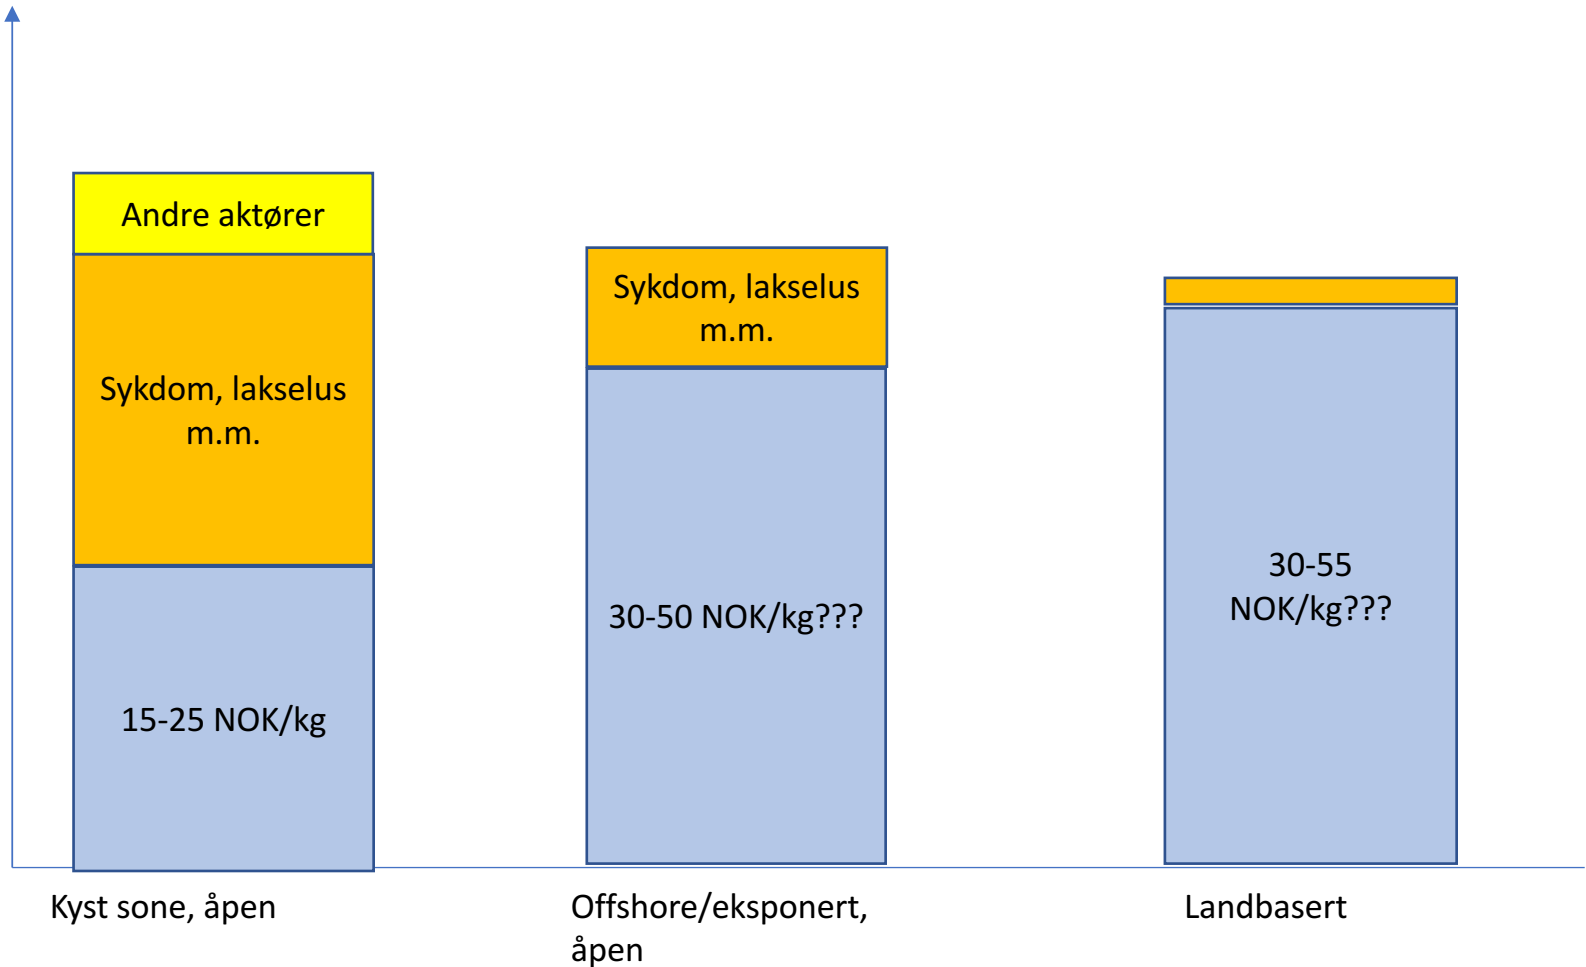 Andre aktører
Sykdom, lakselus
m.m.
15-25 NOK/kg
Kyst sone, åpen
Sykdom, lakselus
m.m.
30-50 NOK/kg???
Offshore/eksponert,
åpen
30-55
NOK/kg???
Landbasert